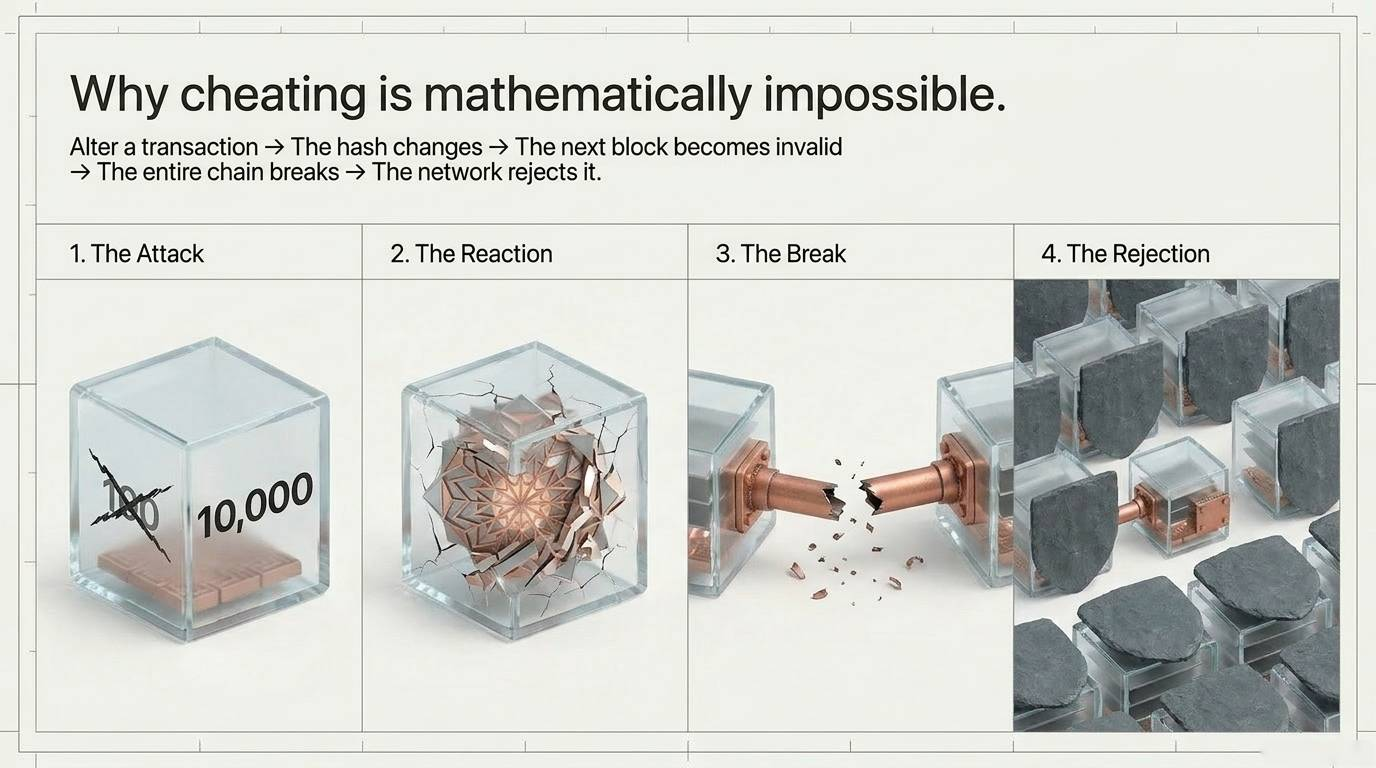 Why cheating is mathematically impossible.
Alter a transaction → The hash changes → The next block becomes invalid
→ The entire chain breaks → The network rejects it.
1. The Attack
2. The Reaction
3. The Break
4. The Rejection
100
10,000